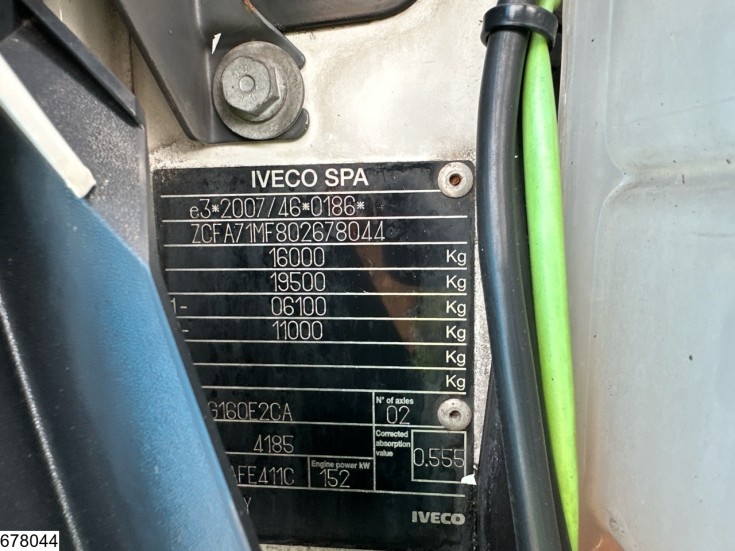 IVECO SPA
e3*2007/46*0186*
ZCFA71MF802678044
16000 Kg
19500 Kg
1- 06100 Kg
- 11000 Kg
Kg
Kg
G160E2CA
N° of axles
02
4185
Corrected absorption value
0.555
AFE411C
Engine power kW
152
Y
IVECO
678044